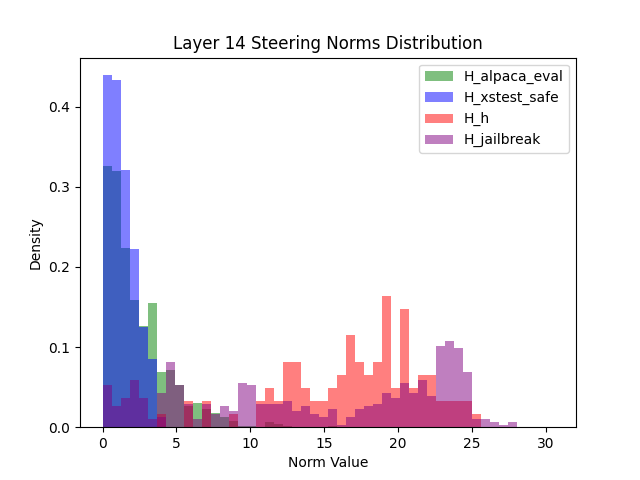 Layer 14 Steering Norms Distribution
H_alpaca_eval
H_xstest_safe
H_h
H_jailbreak
Density
0.4
0.3
0.2
0.1
0.0
0 5 10 15 20 25 30
Norm Value